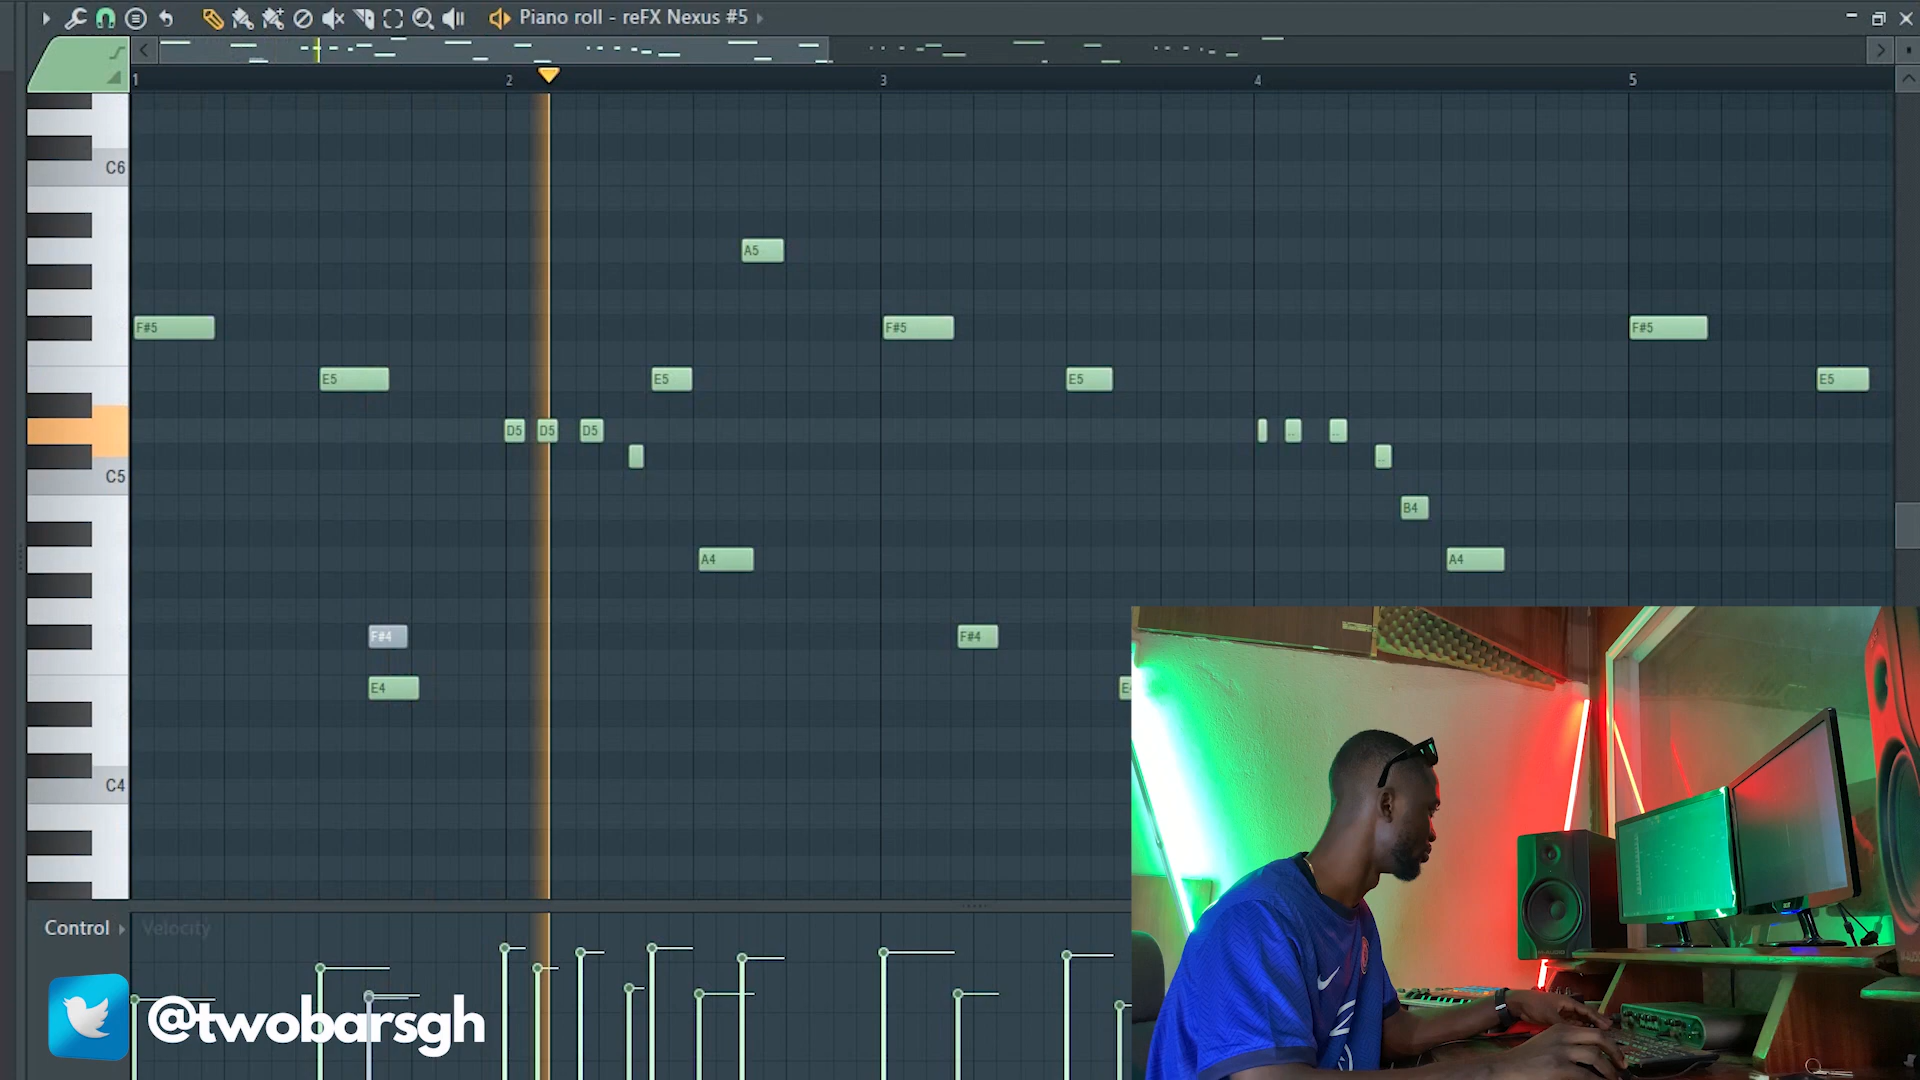 Piano roll - reFX Nexus #5
1 2 3 4 5
C6
A5
F#5 F#5 F#5
E5 E5 E5 E5
D5 D5 D5
C5
B4
A4 A4
F#4 F#4
E4
C4
Control Velocity
@twobarsgh